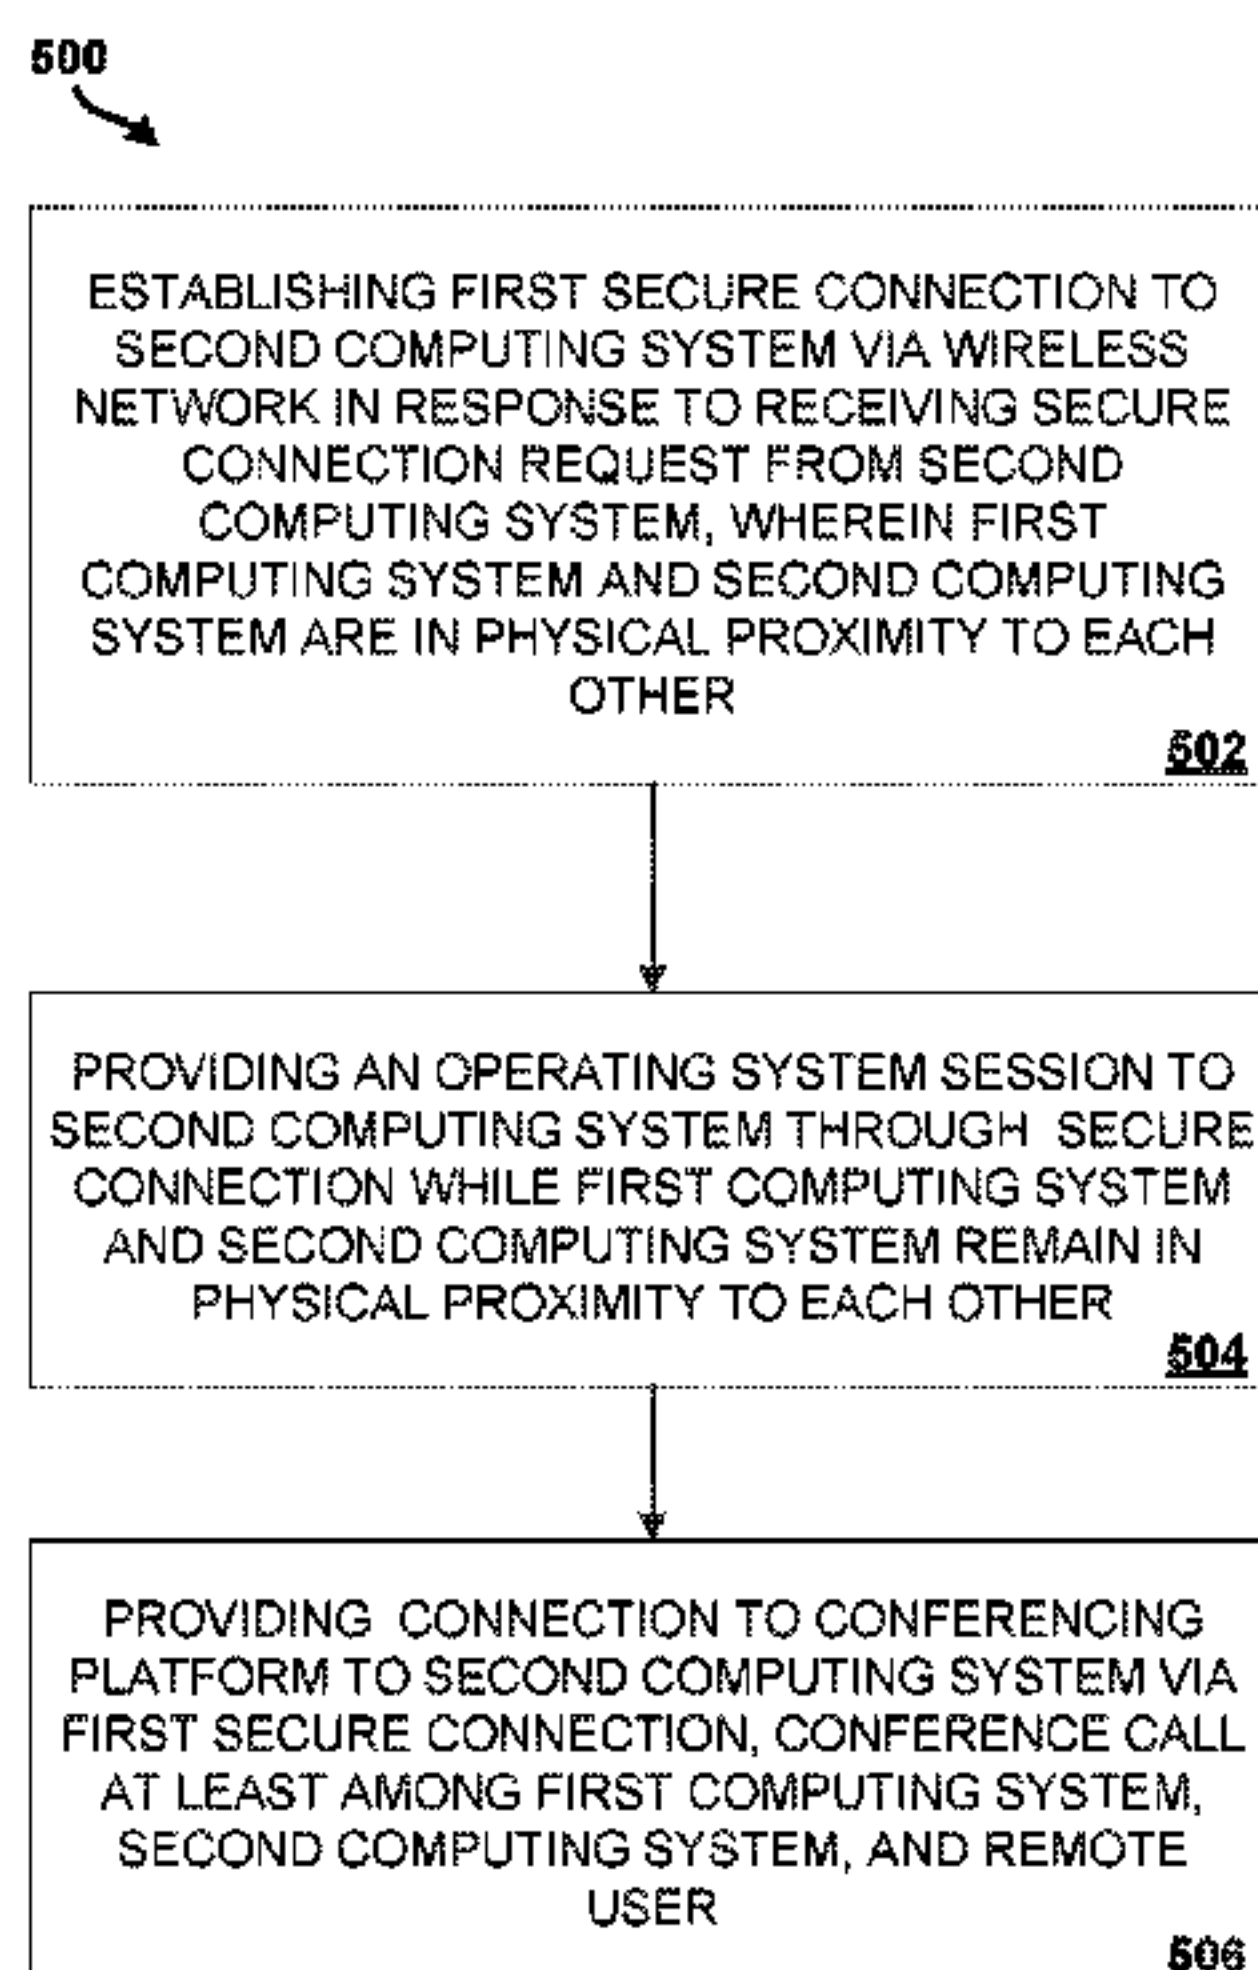 500
ESTABLISHING FIRST SECURE CONNECTION TO
SECOND COMPUTING SYSTEM VIA WIRELESS
NETWORK IN RESPONSE TO RECEIVING SECURE
CONNECTION REQUEST FROM SECOND
COMPUTING SYSTEM, WHEREIN FIRST
COMPUTING SYSTEM AND SECOND COMPUTING
SYSTEM ARE IN PHYSICAL PROXIMITY TO EACH
OTHER
502
PROVIDING AN OPERATING SYSTEM SESSION TO
SECOND COMPUTING SYSTEM THROUGH SECURE
CONNECTION WHILE FIRST COMPUTING SYSTEM
AND SECOND COMPUTING SYSTEM REMAIN IN
PHYSICAL PROXIMITY TO EACH OTHER
504
PROVIDING CONNECTION TO CONFERENCING
PLATFORM TO SECOND COMPUTING SYSTEM VIA
FIRST SECURE CONNECTION, CONFERENCE CALL
AT LEAST AMONG FIRST COMPUTING SYSTEM,
SECOND COMPUTING SYSTEM, AND REMOTE
USER
506